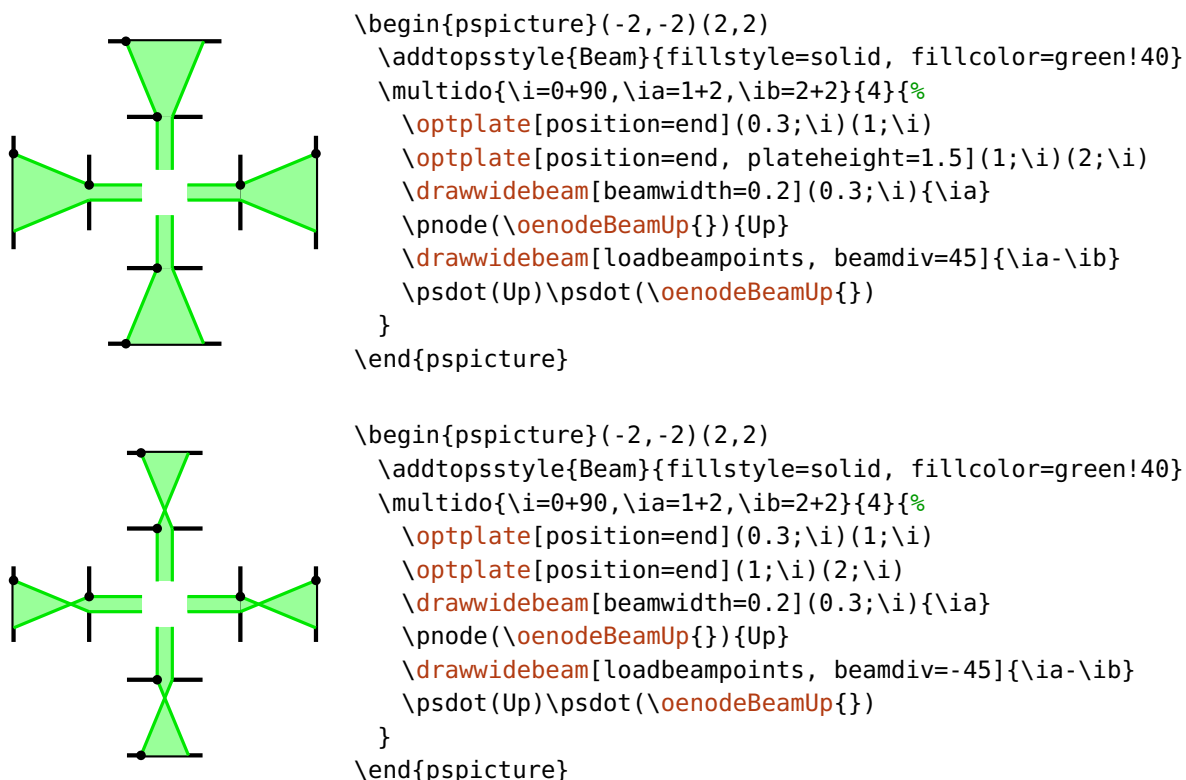 \begin{pspicture}(-2,-2)(2,2)
  \addtopsstyle{Beam}{fillstyle=solid, fillcolor=green!40}
  \multido{\i=0+90,\ia=1+2,\ib=2+2}{4}{%
    \optplate[position=end](0.3;\i)(1;\i)
    \optplate[position=end, plateheight=1.5](1;\i)(2;\i)
    \drawwidebeam[beamwidth=0.2](0.3;\i){\ia}
    \pnode(\oenodeBeamUp{}){Up}
    \drawwidebeam[loadbeampoints, beamdiv=45]{\ia-\ib}
    \psdot(Up)\psdot(\oenodeBeamUp{})
  }
\end{pspicture}
\begin{pspicture}(-2,-2)(2,2)
  \addtopsstyle{Beam}{fillstyle=solid, fillcolor=green!40}
  \multido{\i=0+90,\ia=1+2,\ib=2+2}{4}{%
    \optplate[position=end](0.3;\i)(1;\i)
    \optplate[position=end](1;\i)(2;\i)
    \drawwidebeam[beamwidth=0.2](0.3;\i){\ia}
    \pnode(\oenodeBeamUp{}){Up}
    \drawwidebeam[loadbeampoints, beamdiv=-45]{\ia-\ib}
    \psdot(Up)\psdot(\oenodeBeamUp{})
  }
\end{pspicture}